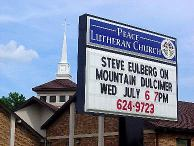 PEACE
LUTHERAN CHURCH
STEVE EULBERG ON
MOUNTAIN DULCIMER
WED JULY 6 7PM
624-9723